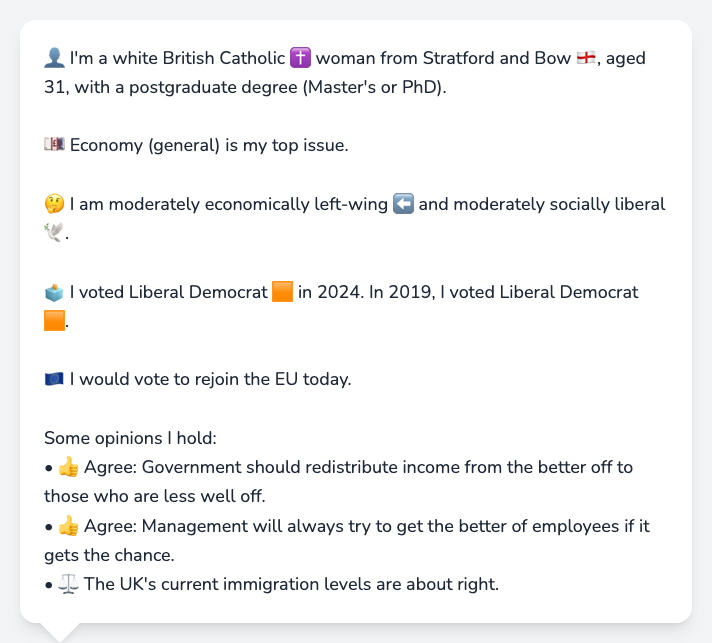 👤 I'm a white British Catholic ✝️ woman from Stratford and Bow 🏴󠁧󠁢󠁥󠁮󠁧󠁿, aged
31, with a postgraduate degree (Master's or PhD).
💷 Economy (general) is my top issue.
🤔 I am moderately economically left-wing ⬅️ and moderately socially liberal
🕊️.
🗳️ I voted Liberal Democrat 🟧 in 2024. In 2019, I voted Liberal Democrat
🟧.
🇪🇺 I would vote to rejoin the EU today.
Some opinions I hold:
• 👍 Agree: Government should redistribute income from the better off to
those who are less well off.
• 👍 Agree: Management will always try to get the better of employees if it
gets the chance.
• ⚖️ The UK's current immigration levels are about right.